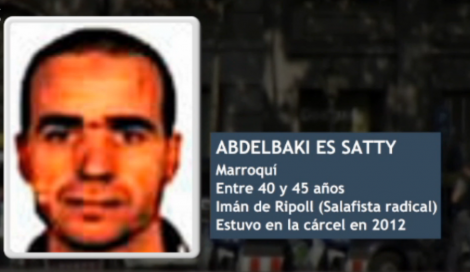 ABDELBAKI ES SATTY
Marroquí
Entre 40 y 45 años
Imán de Ripoll (Salafista radical)
Estuvo en la cárcel en 2012